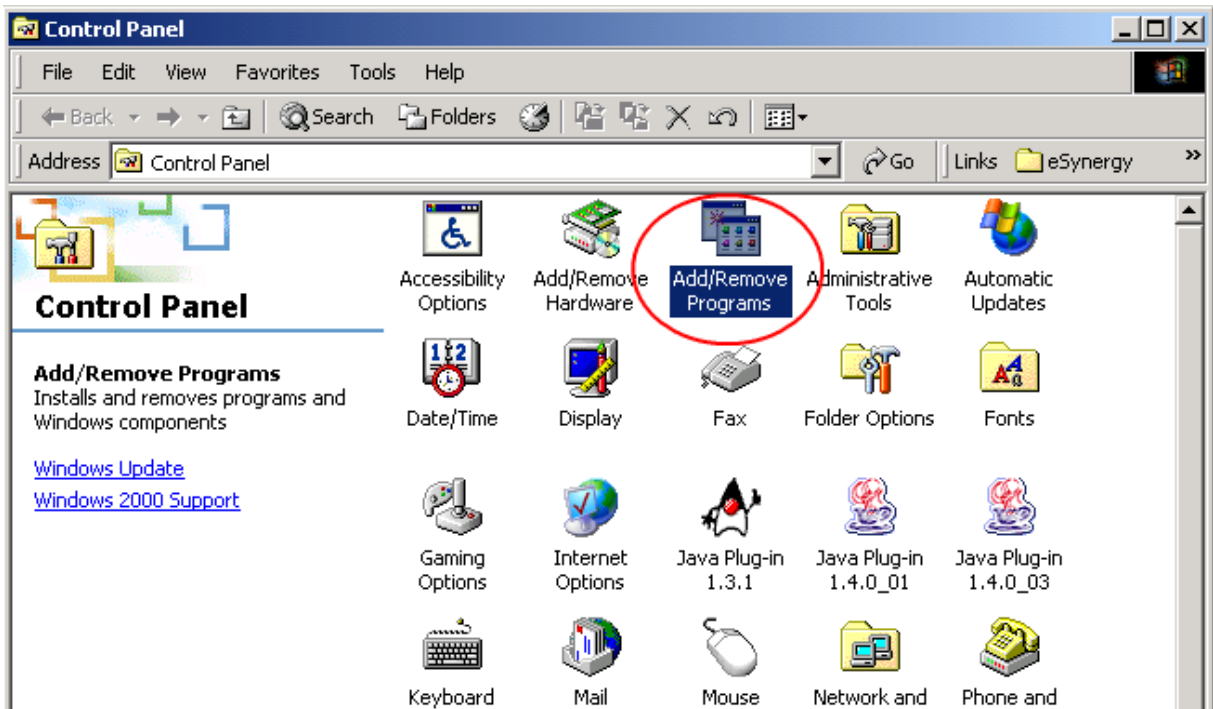 Control Panel
File Edit View Favorites Tools Help
Back Search Folders
Address Control Panel Go Links eSynergy »
Control Panel
Add/Remove Programs
Installs and removes programs and
Windows components
Windows Update
Windows 2000 Support
Accessibility
Options
Add/Remove
Hardware
Add/Remove
Programs
Administrative
Tools
Automatic
Updates
Date/Time
Display
Fax
Folder Options
Fonts
Gaming
Options
Internet
Options
Java Plug-in
1.3.1
Java Plug-in
1.4.0_01
Java Plug-in
1.4.0_03
Keyboard
Mail
Mouse
Network and
Phone and